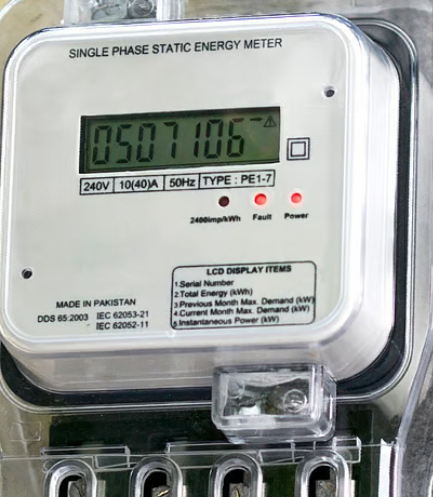 SINGLE PHASE STATIC ENERGY METER
0507106
240V 10(40)A 50Hz TYPE : PE1-7
2400imp/kWh Fault Power
LCD DISPLAY ITEMS
1.Serial Number
2.Total Energy (kWh)
3.Previous Month Max. Demand (kW)
4.Current Month Max. Demand (kW)
5.Instantaneous Power (kW)
MADE IN PAKISTAN
DDS 65:2003 IEC 62053-21
IEC 62052-11